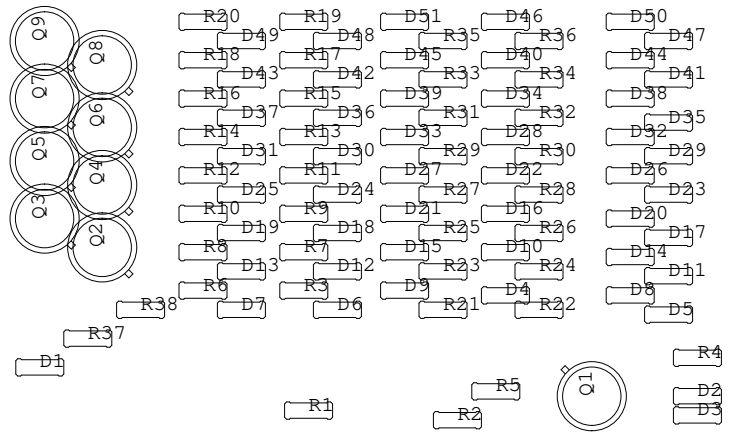 Q9 R20 R19 D51 D46 D50
D49 D48 R35 R36 D47
Q8 R18 R17 D45 D40 D44
D43 D42 R33 R34 D41
Q7 R16 R15 D39 D34 D38
Q6 D37 D36 R31 R32 D35
R14 R13 D33 D28 D32
Q5 D31 D30 R29 R30 D29
Q4 R12 R11 D27 D22 D26
D25 D24 R27 R28 D23
Q3 R10 R9 D21 D16 D20
Q2 D19 D18 R25 R26 D17
R8 R7 D15 D10 D14
D13 D12 R23 R24 D11
R6 R3 D9 D4 D8
R38 D7 D6 R21 R22 D5
R37
D1 R4
R5 Q1 D2
R1 R2 D3